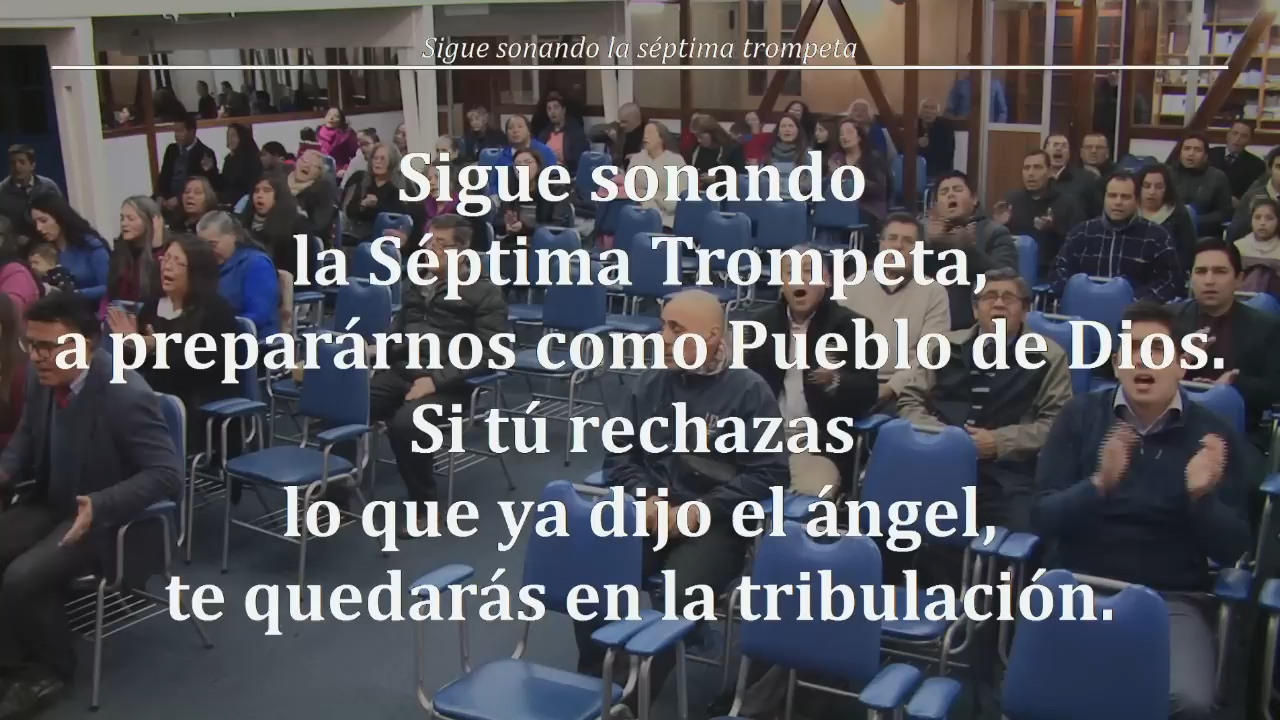 Sigue sonando la séptima trompeta
Sigue sonando
la Séptima Trompeta,
a preparárnos como Pueblo de Dios.
Si tú rechazas
lo que ya dijo el ángel,
te quedarás en la tribulación.